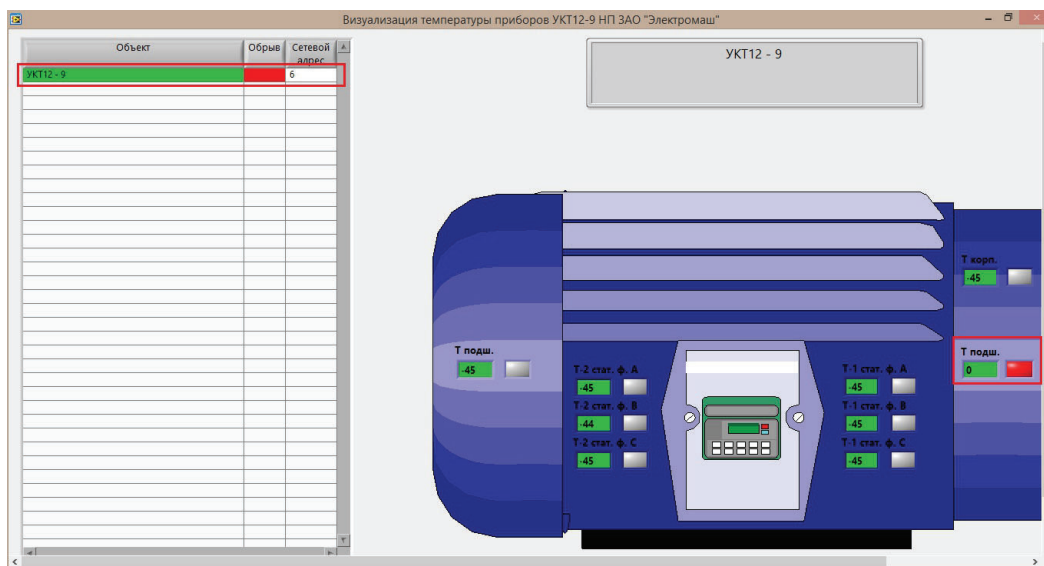 Визуализация температуры приборов УКТ12-9 НП ЗАО "Электромаш"
Объект
Обрыв
Сетевой
адрес
УКТ12 - 9
6
УКТ12 - 9
Т корп.
-45
Т подш.
-45
Т подш.
0
Т-2 стат. ф. А
-45
Т-2 стат. ф. В
-44
Т-2 стат. ф. С
-45
Т-1 стат. ф. А
-45
Т-1 стат. ф. В
-45
Т-1 стат. ф. С
-45